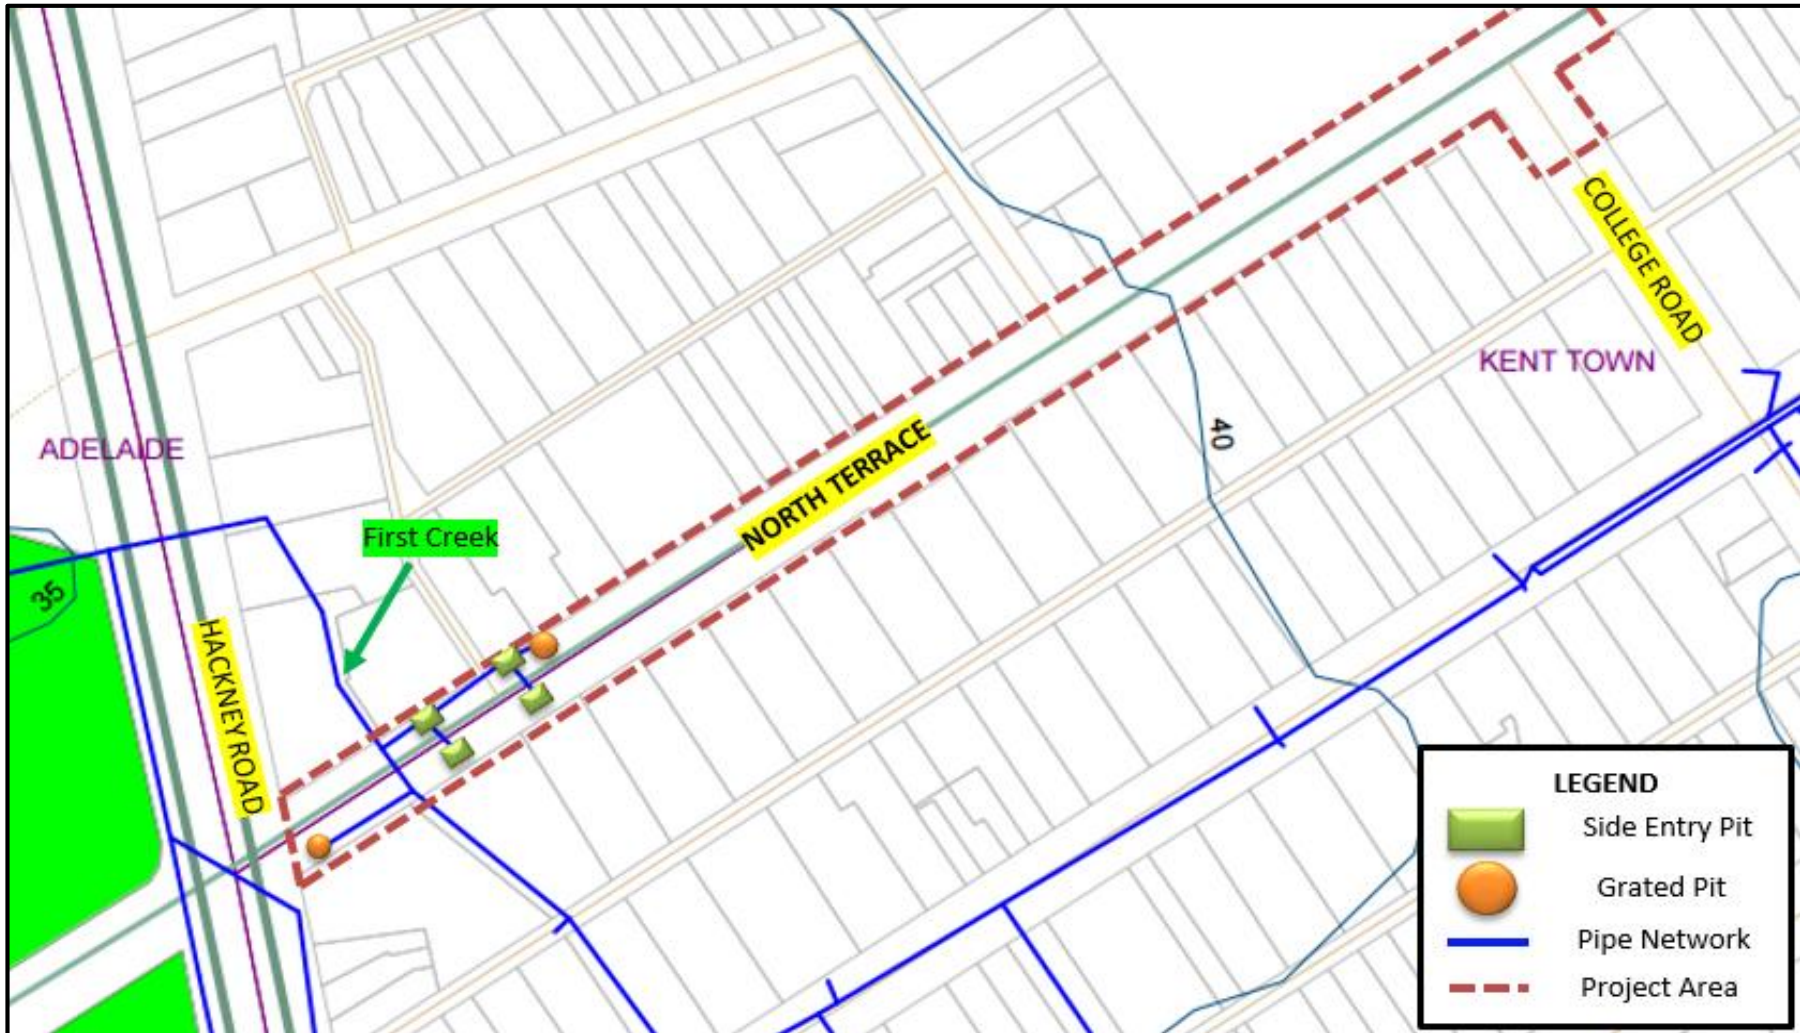 COLLEGE ROAD
KENT TOWN
40
NORTH TERRACE
ADELAIDE
First Creek
35
HACKNEY ROAD
LEGEND
Side Entry Pit
Grated Pit
Pipe Network
Project Area